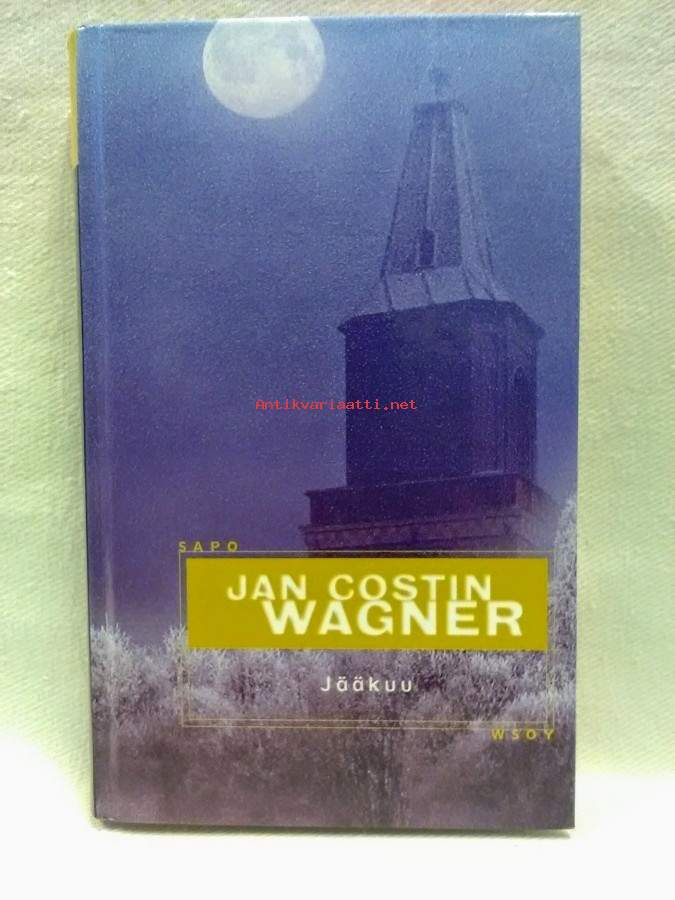 Antikvariaatti.net
SAPO
JAN COSTIN
WAGNER
Jääkuu
WSOY